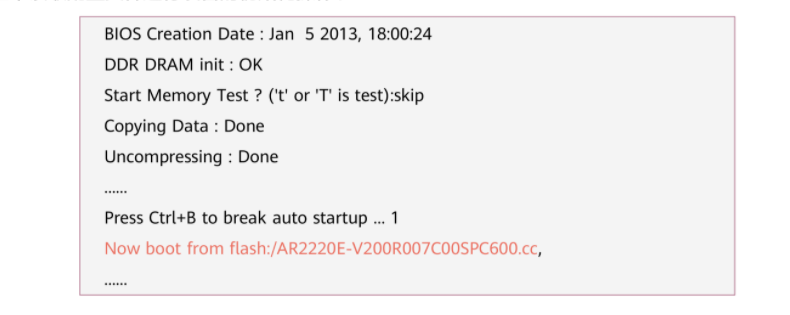 BIOS Creation Date : Jan  5 2013, 18:00:24
DDR DRAM init : OK
Start Memory Test ? ('t' or 'T' is test):skip
Copying Data : Done
Uncompressing : Done
......
Press Ctrl+B to break auto startup ... 1
Now boot from flash:/AR2220E-V200R007C00SPC600.cc,
......